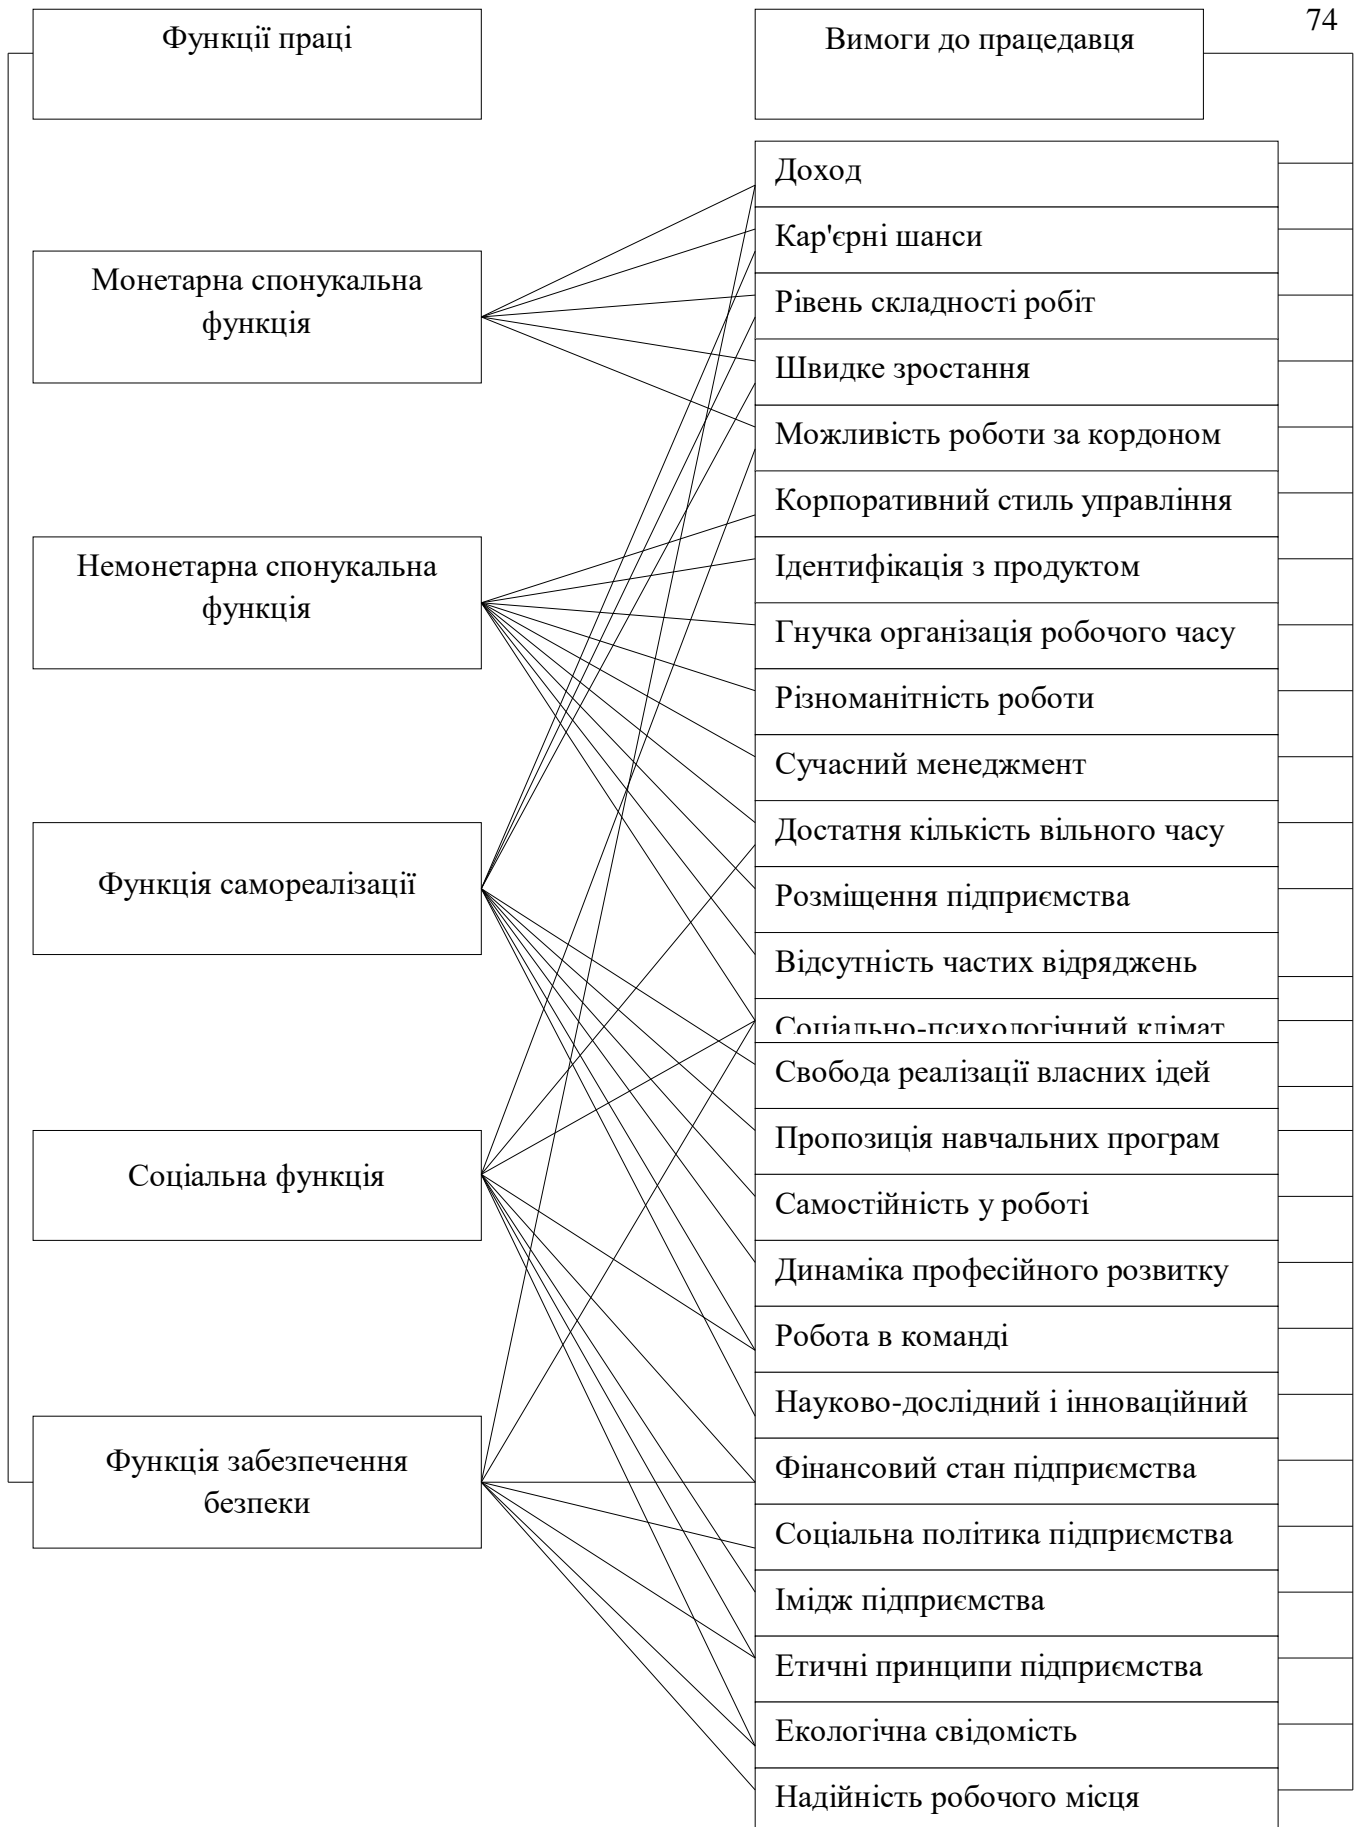 74
Функції праці
Вимоги до працедавця
Монетарна спонукальна
функція
Немонетарна спонукальна
функція
Функція самореалізації
Соціальна функція
Функція забезпечення
безпеки
Доход
Кар'єрні шанси
Рівень складності робіт
Швидке зростання
Можливість роботи за кордоном
Корпоративний стиль управління
Ідентифікація з продуктом
Гнучка організація робочого часу
Різноманітність роботи
Сучасний менеджмент
Достатня кількість вільного часу
Розміщення підприємства
Відсутність частих відряджень
Соціально-психологічний клімат
Свобода реалізації власних ідей
Пропозиція навчальних програм
Самостійність у роботі
Динаміка професійного розвитку
Робота в команді
Науково-дослідний і інноваційний
Фінансовий стан підприємства
Соціальна політика підприємства
Імідж підприємства
Етичні принципи підприємства
Екологічна свідомість
Надійність робочого місця